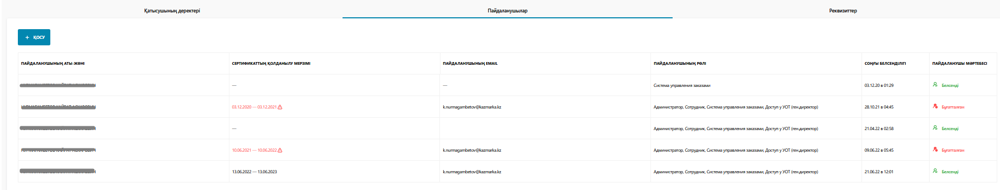 Қатысушының деректері Пайдаланушылар Реквизиттер
+ ҚОСУ
ПАЙДАЛАНУШЫНЫҢ АТЫ-ЖӨНІ СЕРТИФИКАТТЫҢ ҚОЛДАНЫЛУ МЕРЗІМІ ПАЙДАЛАНУШЫНЫҢ EMAIL ПАЙДАЛАНУШЫНЫҢ РӨЛІ СОҢҒЫ БЕЛСЕНДІЛІГІ ПАЙДАЛАНУШЫ МӘРТЕБЕСІ
— — Система управления заказами 03.12.20 в 01:29 Белсенді
03.12.2020 — 03.12.2021 k.nurmagambetov@kazmarka.kz Администратор, Сотрудник, Система управления заказами, Доступ у УОТ (ген.директор) 28.10.21 в 04:45 Бұғатталған
— Администратор, Сотрудник, Система управления заказами, Доступ у УОТ (ген.директор) 21.04.22 в 02:58 Белсенді
10.06.2021 — 10.06.2022 k.nurmagambetov@kazmarka.kz Администратор, Сотрудник, Система управления заказами, Доступ у УОТ (ген.директор) 09.06.22 в 05:45 Бұғатталған
13.06.2022 — 13.06.2023 k.nurmagambetov@kazmarka.kz Администратор, Сотрудник, Система управления заказами, Доступ у УОТ (ген.директор) 21.06.22 в 12:01 Белсенді